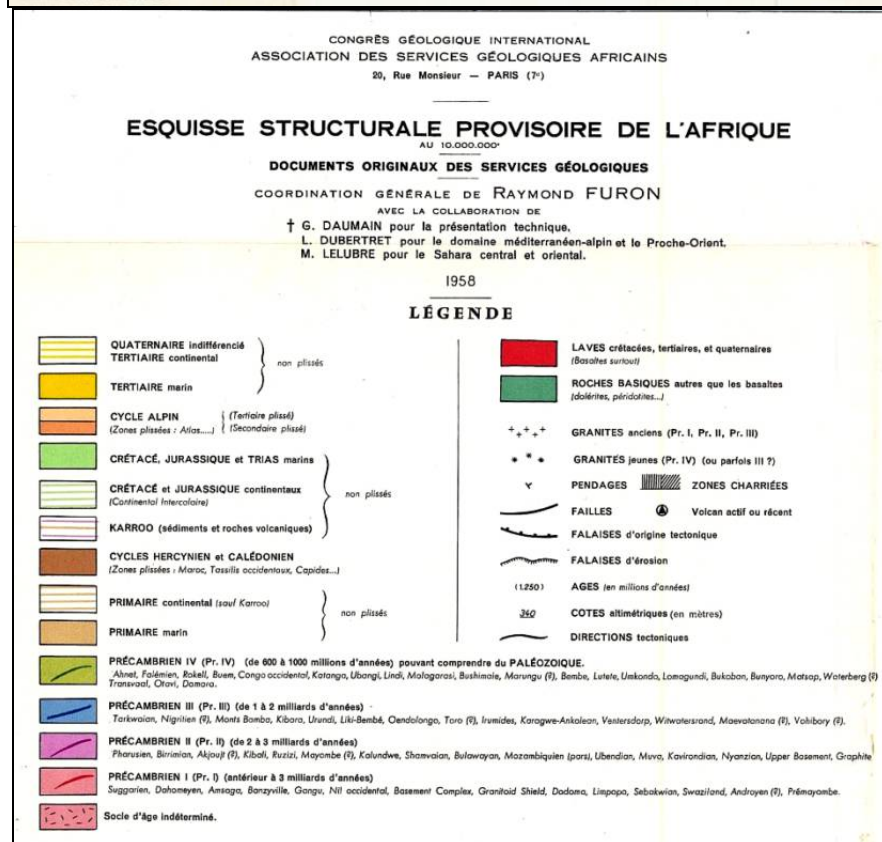 CONGRÈS GÉOLOGIQUE INTERNATIONAL
ASSOCIATION DES SERVICES GÉOLOGIQUES AFRICAINS
20, Rue Monsieur — PARIS (7e)
ESQUISSE STRUCTURALE PROVISOIRE DE L'AFRIQUE
AU 10.000.000e
DOCUMENTS ORIGINAUX DES SERVICES GÉOLOGIQUES
COORDINATION GÉNÉRALE DE RAYMOND FURON
AVEC LA COLLABORATION DE
† G. DAUMAIN pour la présentation technique.
L. DUBERTRET pour le domaine méditerranéen-alpin et le Proche-Orient.
M. LELUBRE pour le Sahara central et oriental.
1958
LÉGENDE
QUATERNAIRE indifférencié
TERTIAIRE continental
non plissés
TERTIAIRE marin
CYCLE ALPIN (Tertiaire plissé)
(Zones plissées : Atlas....) (Secondaire plissé)
CRÉTACÉ, JURASSIQUE et TRIAS marins
CRÉTACÉ et JURASSIQUE continentaux
(Continental Intercalaire)
non plissés
KARROO (sédiments et roches volcaniques)
CYCLES HERCYNIEN et CALÉDONIEN
(Zones plissées : Maroc, Tassilis occidentaux, Capides...)
PRIMAIRE continental (sauf Karroo)
non plissés
PRIMAIRE marin
LAVES crétacées, tertiaires, et quaternaires
(Basaltes surtout)
ROCHES BASIQUES autres que les basaltes
(dolérites, péridotites...)
GRANITES anciens (Pr. I, Pr. II, Pr. III)
GRANITES jeunes (Pr. IV) (ou parfois III ?)
PENDAGES ZONES CHARRIÉES
FAILLES Volcan actif ou récent
FALAISES d'origine tectonique
FALAISES d'érosion
(1.250) AGES (en millions d'années)
340 COTES altimétriques (en mètres)
DIRECTIONS tectoniques
PRÉCAMBRIEN IV (Pr. IV) (de 600 à 1000 millions d'années) pouvant comprendre du PALÉOZOIQUE.
Ahnet, Falémien, Rokell, Buem, Congo occidental, Katanga, Ubangi, Lindi, Malagarasi, Bushimaie, Marungu (?), Bembe, Lutete, Umkondo, Lomagundi, Bukoban, Bunyoro, Matsap, Waterberg (?)
Transvaal, Otavi, Damara.
PRÉCAMBRIEN III (Pr. III) (de 1 à 2 milliards d'années)
Tarkwaian, Nigritien (?), Monts Bamba, Kibara, Urundi, Liki-Bembé, Oendolongo, Toro (?), Irumides, Karagwe-Ankolean, Ventersdorp, Witwatersrand, Maevatanana (?), Vohibory (?).
PRÉCAMBRIEN II (Pr. II) (de 2 à 3 milliards d'années)
Pharusien, Birrimian, Akjoujt (?), Kibali, Ruzizi, Mayombe (?), Kalundwe, Shamvaian, Bulawayan, Mozambiquien (pars), Ubendian, Muva, Kavirondian, Nyanzian, Upper Basement, Graphite
PRÉCAMBRIEN I (Pr. I) (antérieur à 3 milliards d'années)
Suggarien, Dahomeyen, Amsaga, Banzyville, Gangu, Nil occidental, Basement Complex, Granitoid Shield, Dodoma, Limpopo, Sebakwian, Swaziland, Androyen (?), Prémayombe.
Socle d'âge indéterminé.